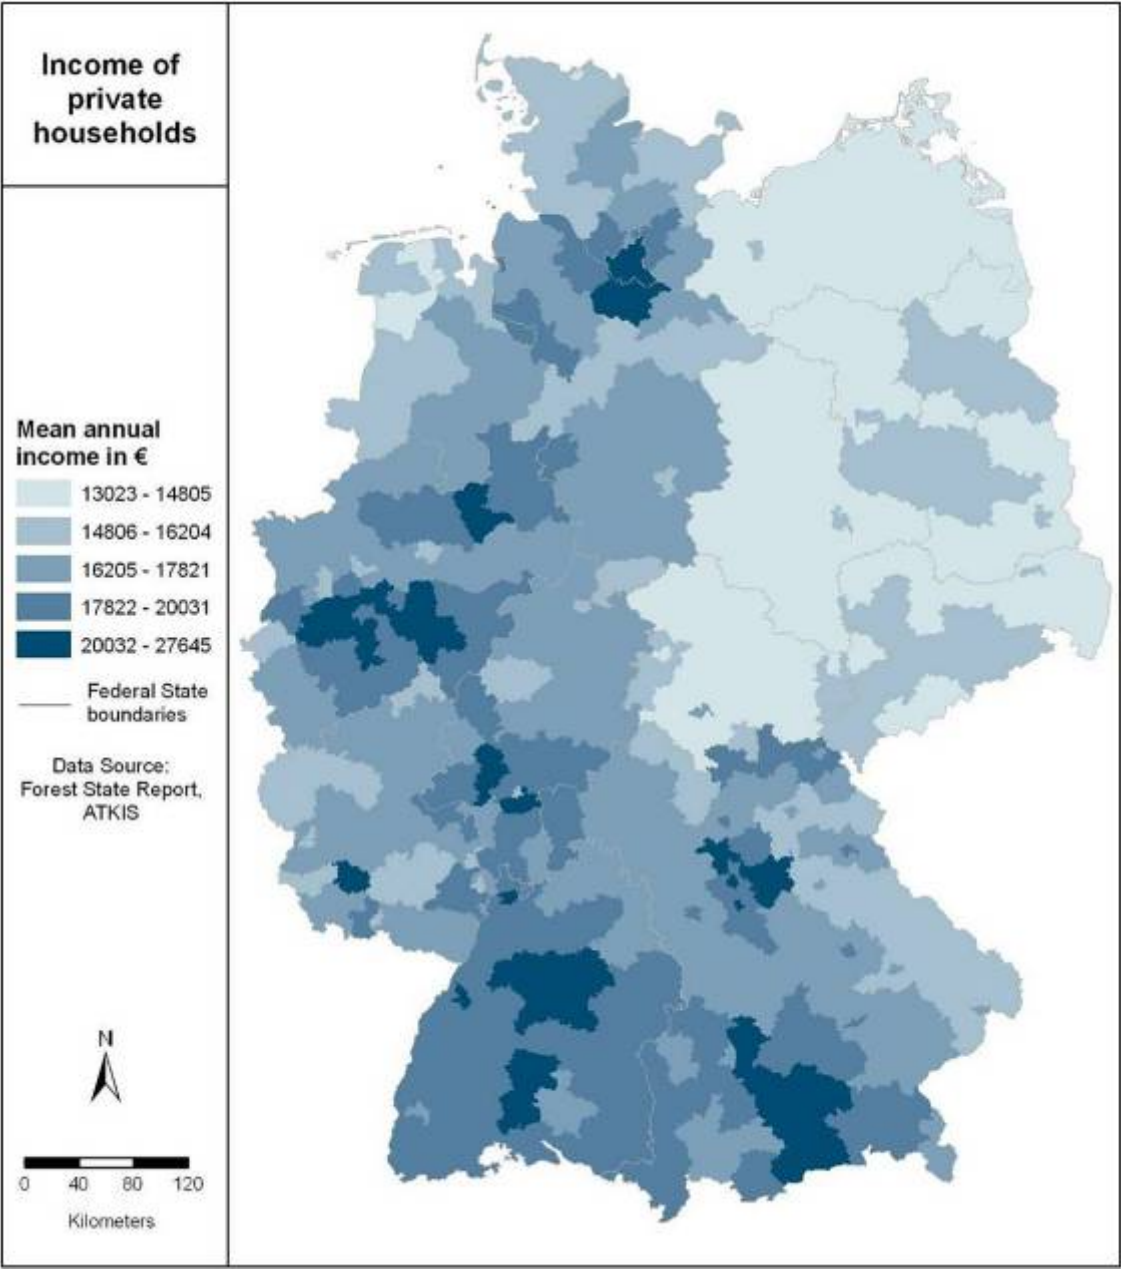 Income of
private
households
Mean annual
income in €
13023 - 14805
14806 - 16204
16205 - 17821
17822 - 20031
20032 - 27645
Federal State
boundaries
Data Source:
Forest State Report,
ATKIS
N
0 40 80 120
Kilometers